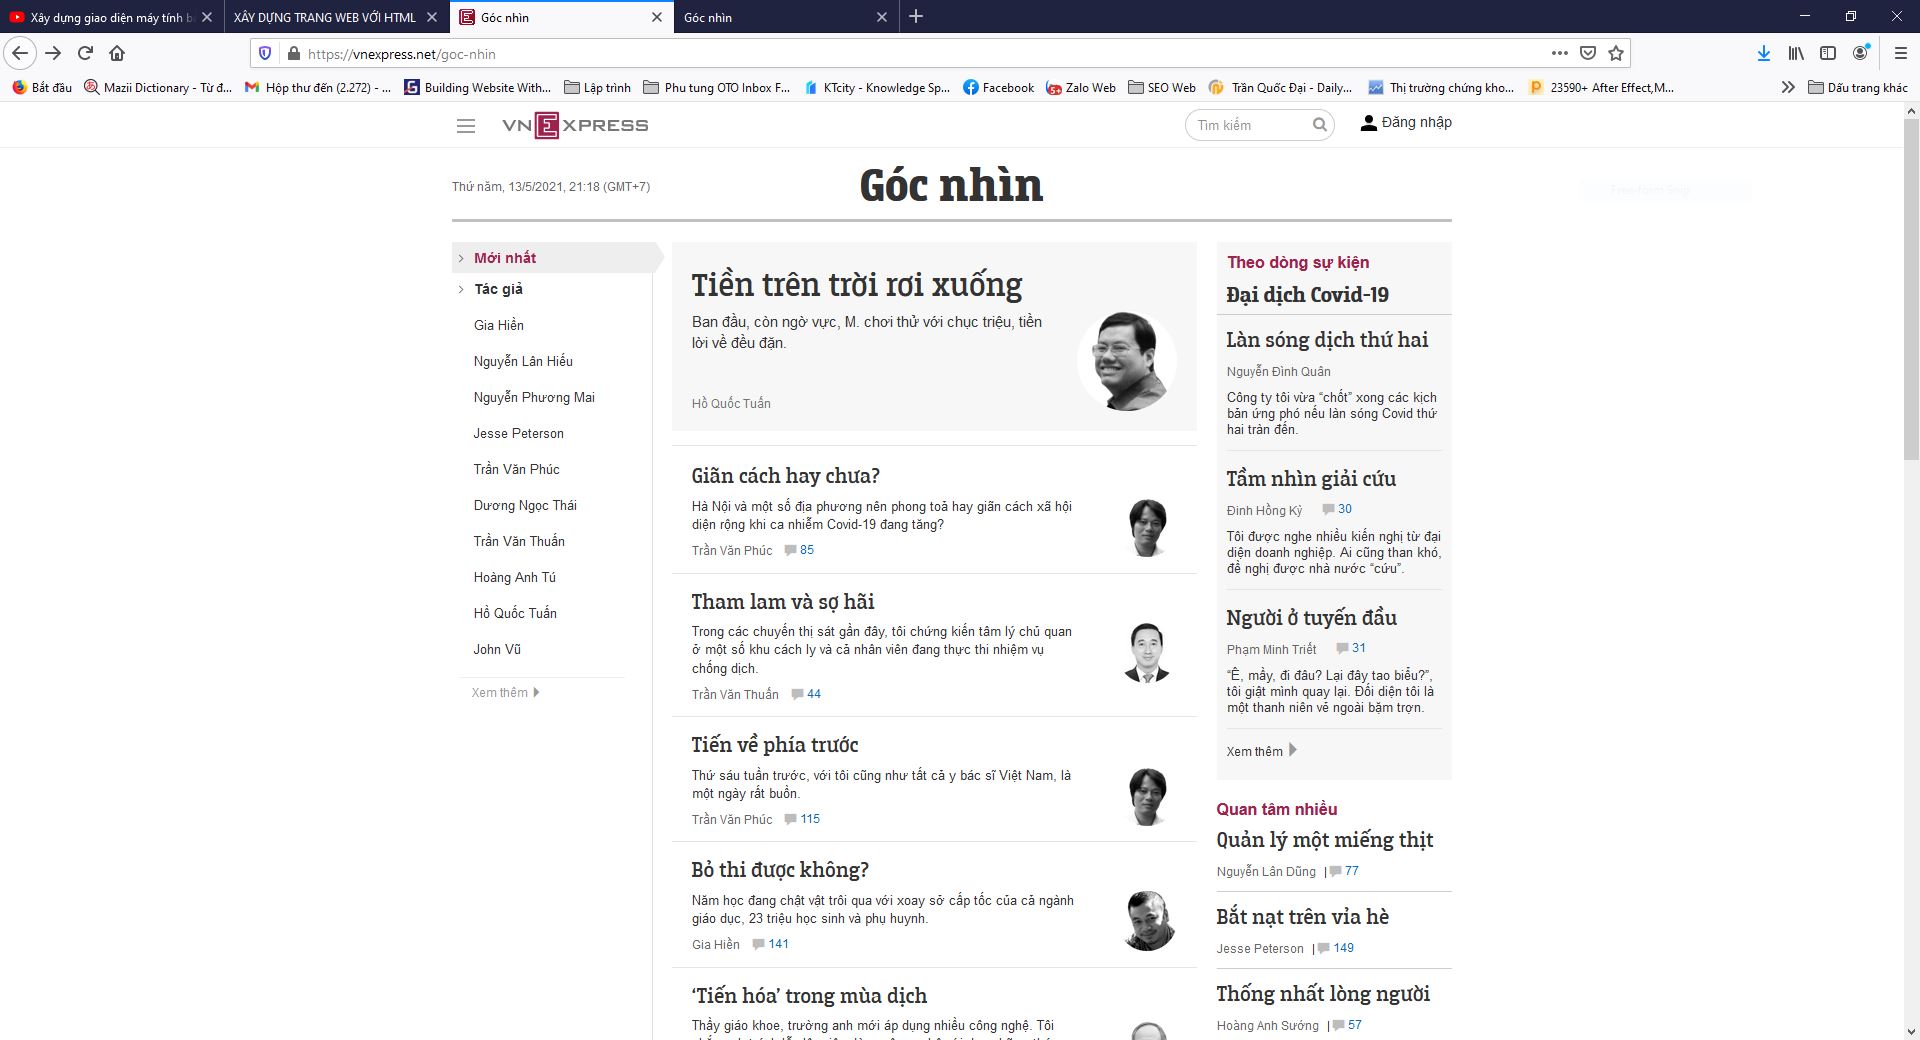 Xây dựng giao diện máy tính b
XÂY DỰNG TRANG WEB VỚI HTML
Góc nhìn
Góc nhìn
https://vnexpress.net/goc-nhin
Bắt đầu
Mazii Dictionary - Từ đ...
Hộp thư đến (2.272) - ...
Building Website With...
Lập trình
Phu tung OTO Inbox F...
KTcity - Knowledge Sp...
Facebook
Zalo Web
SEO Web
Trần Quốc Đại - Daily...
Thị trường chứng kho...
23590+ After Effect,M...
Dấu trang khác
VNEXPRESS
Tìm kiếm
Đăng nhập
Thứ năm, 13/5/2021, 21:18 (GMT+7)
Góc nhìn
Mới nhất
Tác giả
Gia Hiền
Nguyễn Lân Hiếu
Nguyễn Phương Mai
Jesse Peterson
Trần Văn Phúc
Dương Ngọc Thái
Trần Văn Thuấn
Hoàng Anh Tú
Hồ Quốc Tuấn
John Vũ
Xem thêm
Tiền trên trời rơi xuống
Ban đầu, còn ngờ vực, M. chơi thử với chục triệu, tiền
lời về đều đặn.
Hồ Quốc Tuấn
Giãn cách hay chưa?
Hà Nội và một số địa phương nên phong toả hay giãn cách xã hội
diện rộng khi ca nhiễm Covid-19 đang tăng?
Trần Văn Phúc 85
Tham lam và sợ hãi
Trong các chuyến thị sát gần đây, tôi chứng kiến tâm lý chủ quan
ở một số khu cách ly và cả nhân viên đang thực thi nhiệm vụ
chống dịch.
Trần Văn Thuấn 44
Tiến về phía trước
Thứ sáu tuần trước, với tôi cũng như tất cả y bác sĩ Việt Nam, là
một ngày rất buồn.
Trần Văn Phúc 115
Bỏ thi được không?
Năm học đang chật vật trôi qua với xoay sở cấp tốc của cả ngành
giáo dục, 23 triệu học sinh và phụ huynh.
Gia Hiền 141
‘Tiến hóa’ trong mùa dịch
Thầy giáo khoe, trường anh mới áp dụng nhiều công nghệ. Tôi
Theo dòng sự kiện
Đại dịch Covid-19
Làn sóng dịch thứ hai
Nguyễn Đình Quân
Công ty tôi vừa “chốt” xong các kịch
bản ứng phó nếu làn sóng Covid thứ
hai tràn đến.
Tầm nhìn giải cứu
Đinh Hồng Kỳ 30
Tôi được nghe nhiều kiến nghị từ đại
diện doanh nghiệp. Ai cũng than khó,
đề nghị được nhà nước “cứu”.
Người ở tuyến đầu
Phạm Minh Triết 31
“Ê, mầy, đi đâu? Lại đây tao biểu?”,
tôi giật mình quay lại. Đối diện tôi là
một thanh niên vẻ ngoài bặm trợn.
Xem thêm
Quan tâm nhiều
Quản lý một miếng thịt
Nguyễn Lân Dũng | 77
Bắt nạt trên vỉa hè
Jesse Peterson | 149
Thống nhất lòng người
Hoàng Anh Sướng | 57